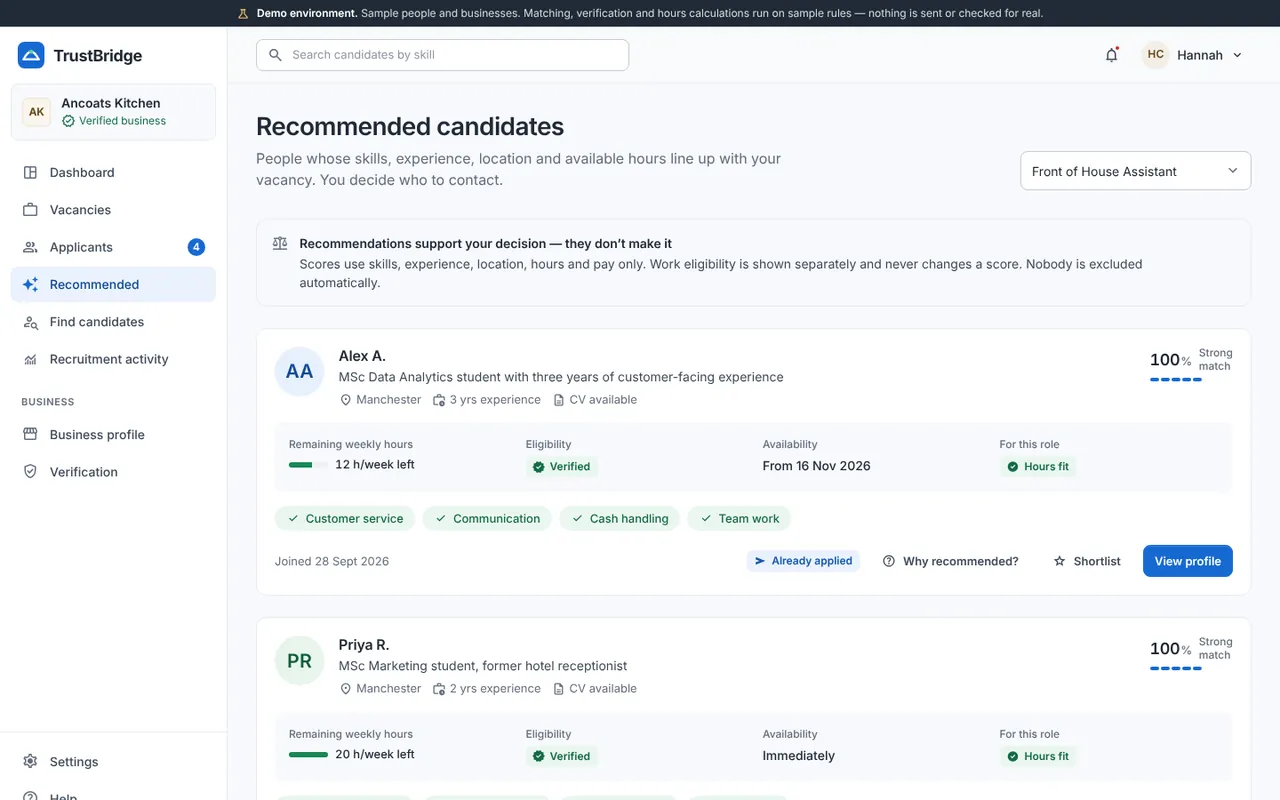 Demo environment. Sample people and businesses. Matching, verification and hours calculations run on sample rules — nothing is sent or checked for real.
TrustBridge
Search candidates by skill
HC
Hannah
AK
Ancoats Kitchen
Verified business
Dashboard
Vacancies
Applicants
4
Recommended
Find candidates
Recruitment activity
BUSINESS
Business profile
Verification
Settings
Help
Recommended candidates
People whose skills, experience, location and available hours line up with your
vacancy. You decide who to contact.
Front of House Assistant
Recommendations support your decision — they don’t make it
Scores use skills, experience, location, hours and pay only. Work eligibility is shown separately and never changes a score. Nobody is excluded
automatically.
AA
Alex A.
MSc Data Analytics student with three years of customer-facing experience
Manchester
3 yrs experience
CV available
100%
Strong
match
Remaining weekly hours
12 h/week left
Eligibility
Verified
Availability
From 16 Nov 2026
For this role
Hours fit
Customer service
Communication
Cash handling
Team work
Joined 28 Sept 2026
Already applied
Why recommended?
Shortlist
View profile
PR
Priya R.
MSc Marketing student, former hotel receptionist
Manchester
2 yrs experience
CV available
100%
Strong
match
Remaining weekly hours
20 h/week left
Eligibility
Verified
Availability
Immediately
For this role
Hours fit